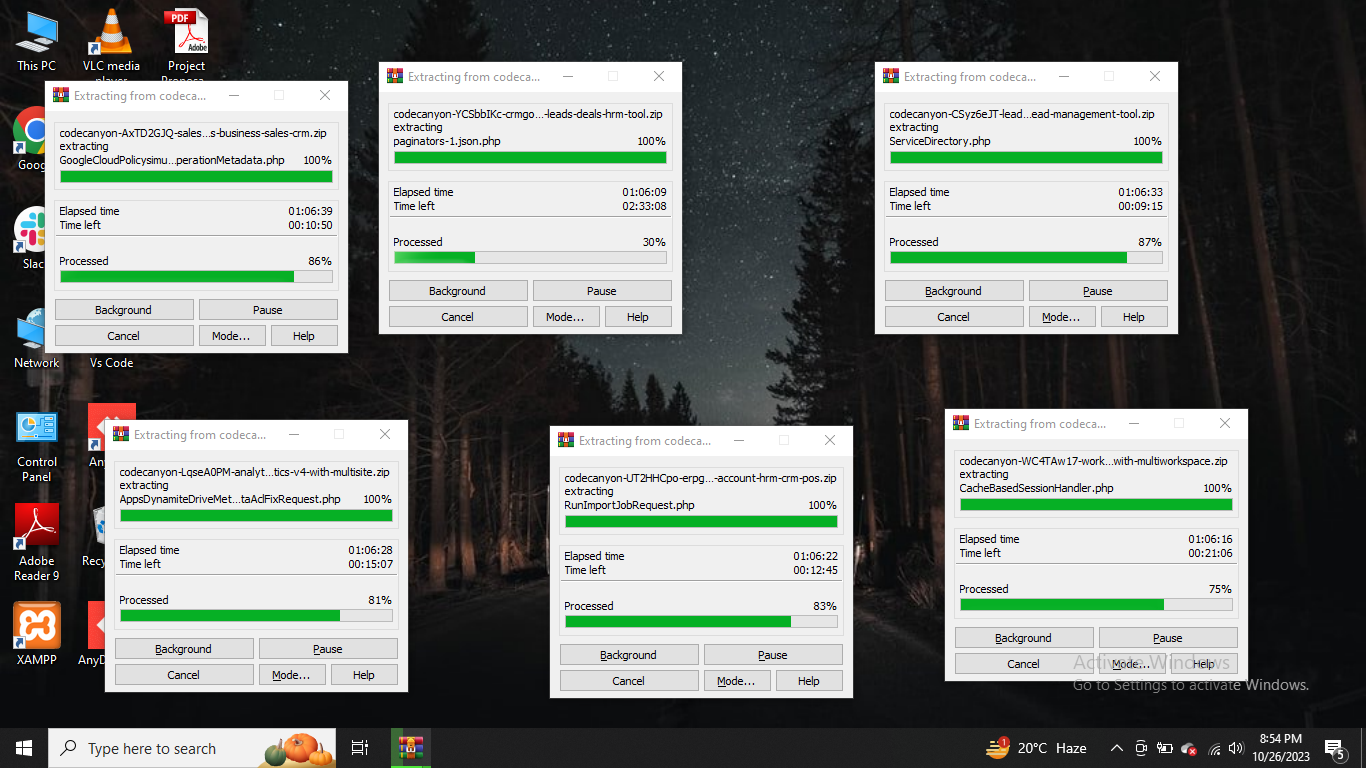 This PC
VLC media
player
Project
Proposa
Goog
Slac
Network
Vs Code
Control
Panel
Any
Adobe
Reader 9
Recy
XAMPP
AnyD
Extracting from codeca...
codecanyon-AxTD2GJQ-sales...s-business-sales-crm.zip
extracting
GoogleCloudPolicysimu...perationMetadata.php 100%
Elapsed time 01:06:39
Time left 00:10:50
Processed 86%
Background Pause
Cancel Mode... Help
Extracting from codeca...
codecanyon-YCSbbIKc-crmgo...-leads-deals-hrm-tool.zip
extracting
paginators-1.json.php 100%
Elapsed time 01:06:09
Time left 02:33:08
Processed 30%
Background Pause
Cancel Mode... Help
Extracting from codeca...
codecanyon-CSyz6eJT-lead...ead-management-tool.zip
extracting
ServiceDirectory.php 100%
Elapsed time 01:06:33
Time left 00:09:15
Processed 87%
Background Pause
Cancel Mode... Help
Extracting from codeca...
codecanyon-LqseA0PM-analyt...tics-v4-with-multisite.zip
extracting
AppsDynamiteDriveMet...taAclFixRequest.php 100%
Elapsed time 01:06:28
Time left 00:15:07
Processed 81%
Background Pause
Cancel Mode... Help
Extracting from codeca...
codecanyon-UT2HHCpo-erpg...-account-hrm-crm-pos.zip
extracting
RunImportJobRequest.php 100%
Elapsed time 01:06:22
Time left 00:12:45
Processed 83%
Background Pause
Cancel Mode... Help
Extracting from codeca...
codecanyon-WC4TAw17-work...with-multiworkspace.zip
extracting
CacheBasedSessionHandler.php 100%
Elapsed time 01:06:16
Time left 00:21:06
Processed 75%
Background Pause
Cancel Mode... Help
Activate Windows
Go to Settings to activate Windows.
Type here to search
1
20°C Haze
8:54 PM
10/26/2023
5
PDF
Adobe